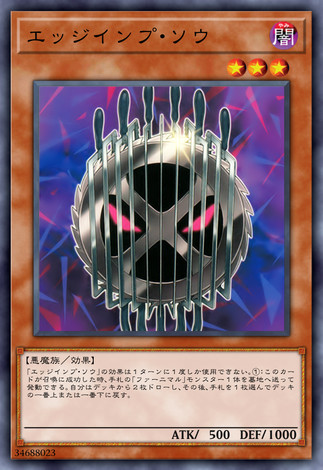 エッジインプ・ソウ
やみ
闇
【悪魔族／効果】
「エッジインプ・ソウ」の効果は１ターンに１度しか使用できない。①：このカー
ドが召喚に成功した時、手札の「ファーニマル」モンスター１体を墓地へ送って
発動できる。自分はデッキから２枚ドローし、その後、手札を１枚選んでデッキ
の一番上または一番下に戻す。
ATK/ 500 DEF/1000
34688023